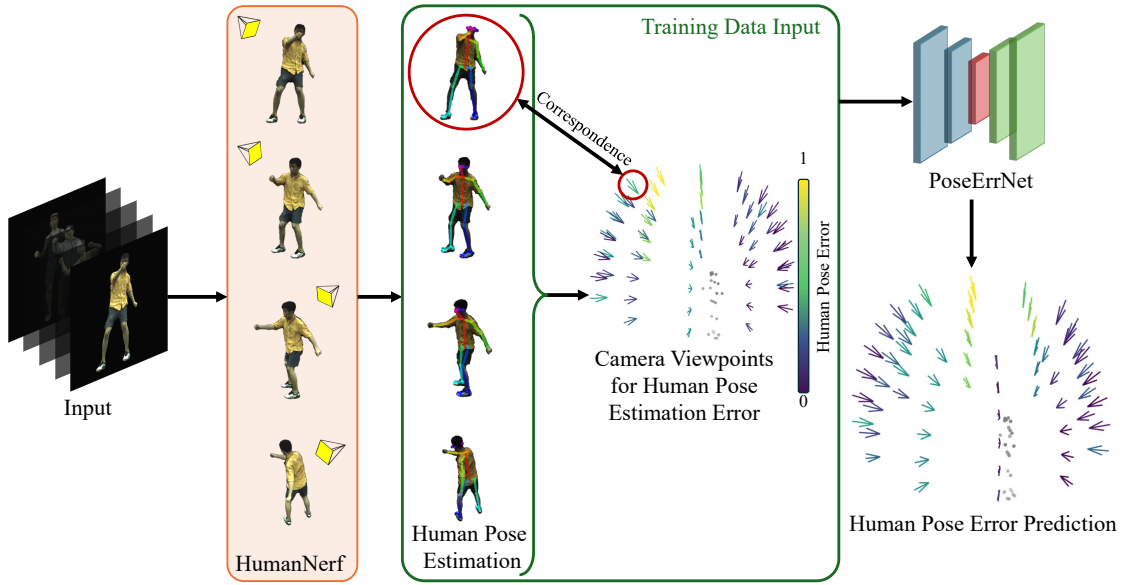 Input
HumanNerf
Human Pose
Estimation
Training Data Input
Correspondence
Camera Viewpoints
for Human Pose
Estimation Error
1
Human Pose Error
0
PoseErrNet
Human Pose Error Prediction